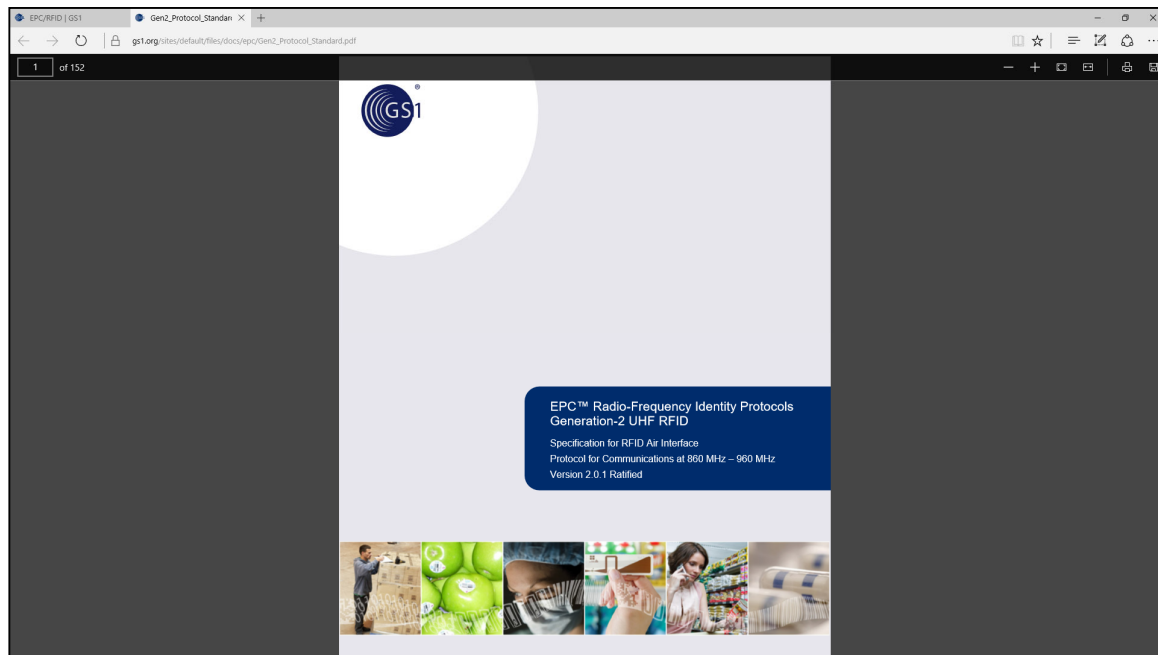 EPC/RFID | GS1
Gen2_Protocol_Standar
gs1.org/sites/default/files/docs/epc/Gen2_Protocol_Standard.pdf
1 of 152
GS1
EPC™ Radio-Frequency Identity Protocols
Generation-2 UHF RFID
Specification for RFID Air Interface
Protocol for Communications at 860 MHz – 960 MHz
Version 2.0.1 Ratified